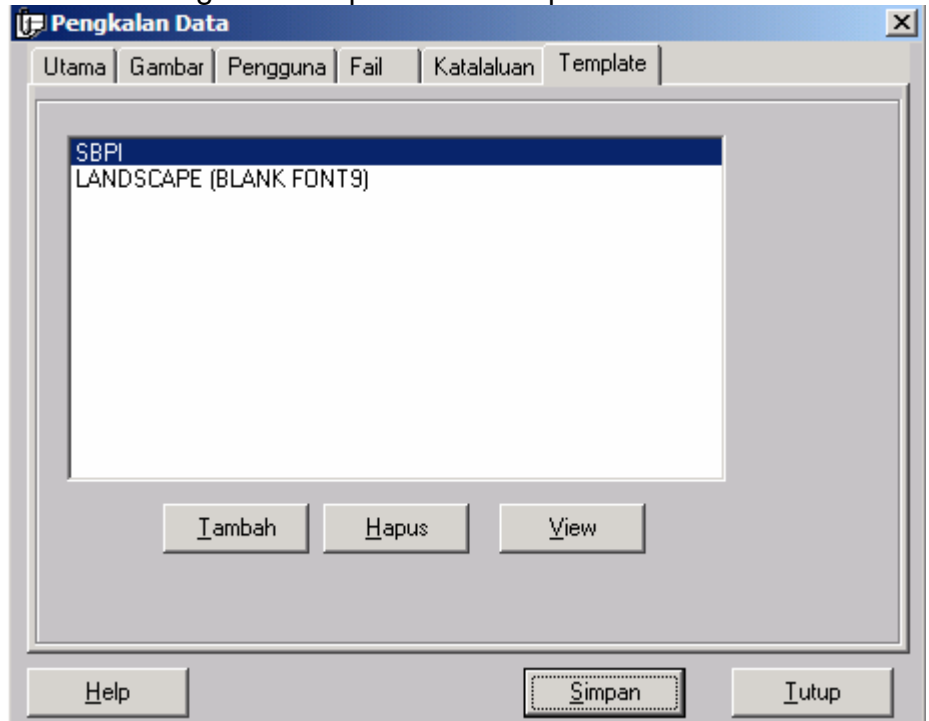 Pengkalan Data
Utama Gambar Pengguna Fail Katalaluan Template
SBPI
LANDSCAPE (BLANK FONT9)
Tambah Hapus View
Help Simpan Tutup